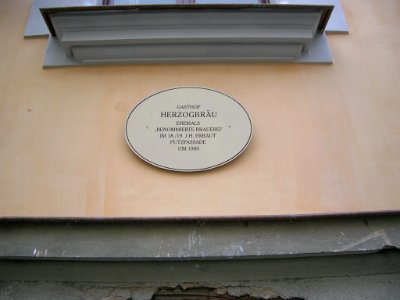 GASTHOF
HERZOGBRÄU
EHEMALS
„RENOMMIERTE BRAUEREI"
IM 18./19. J H. ERBAUT
PUTZFASSADE
UM 1900